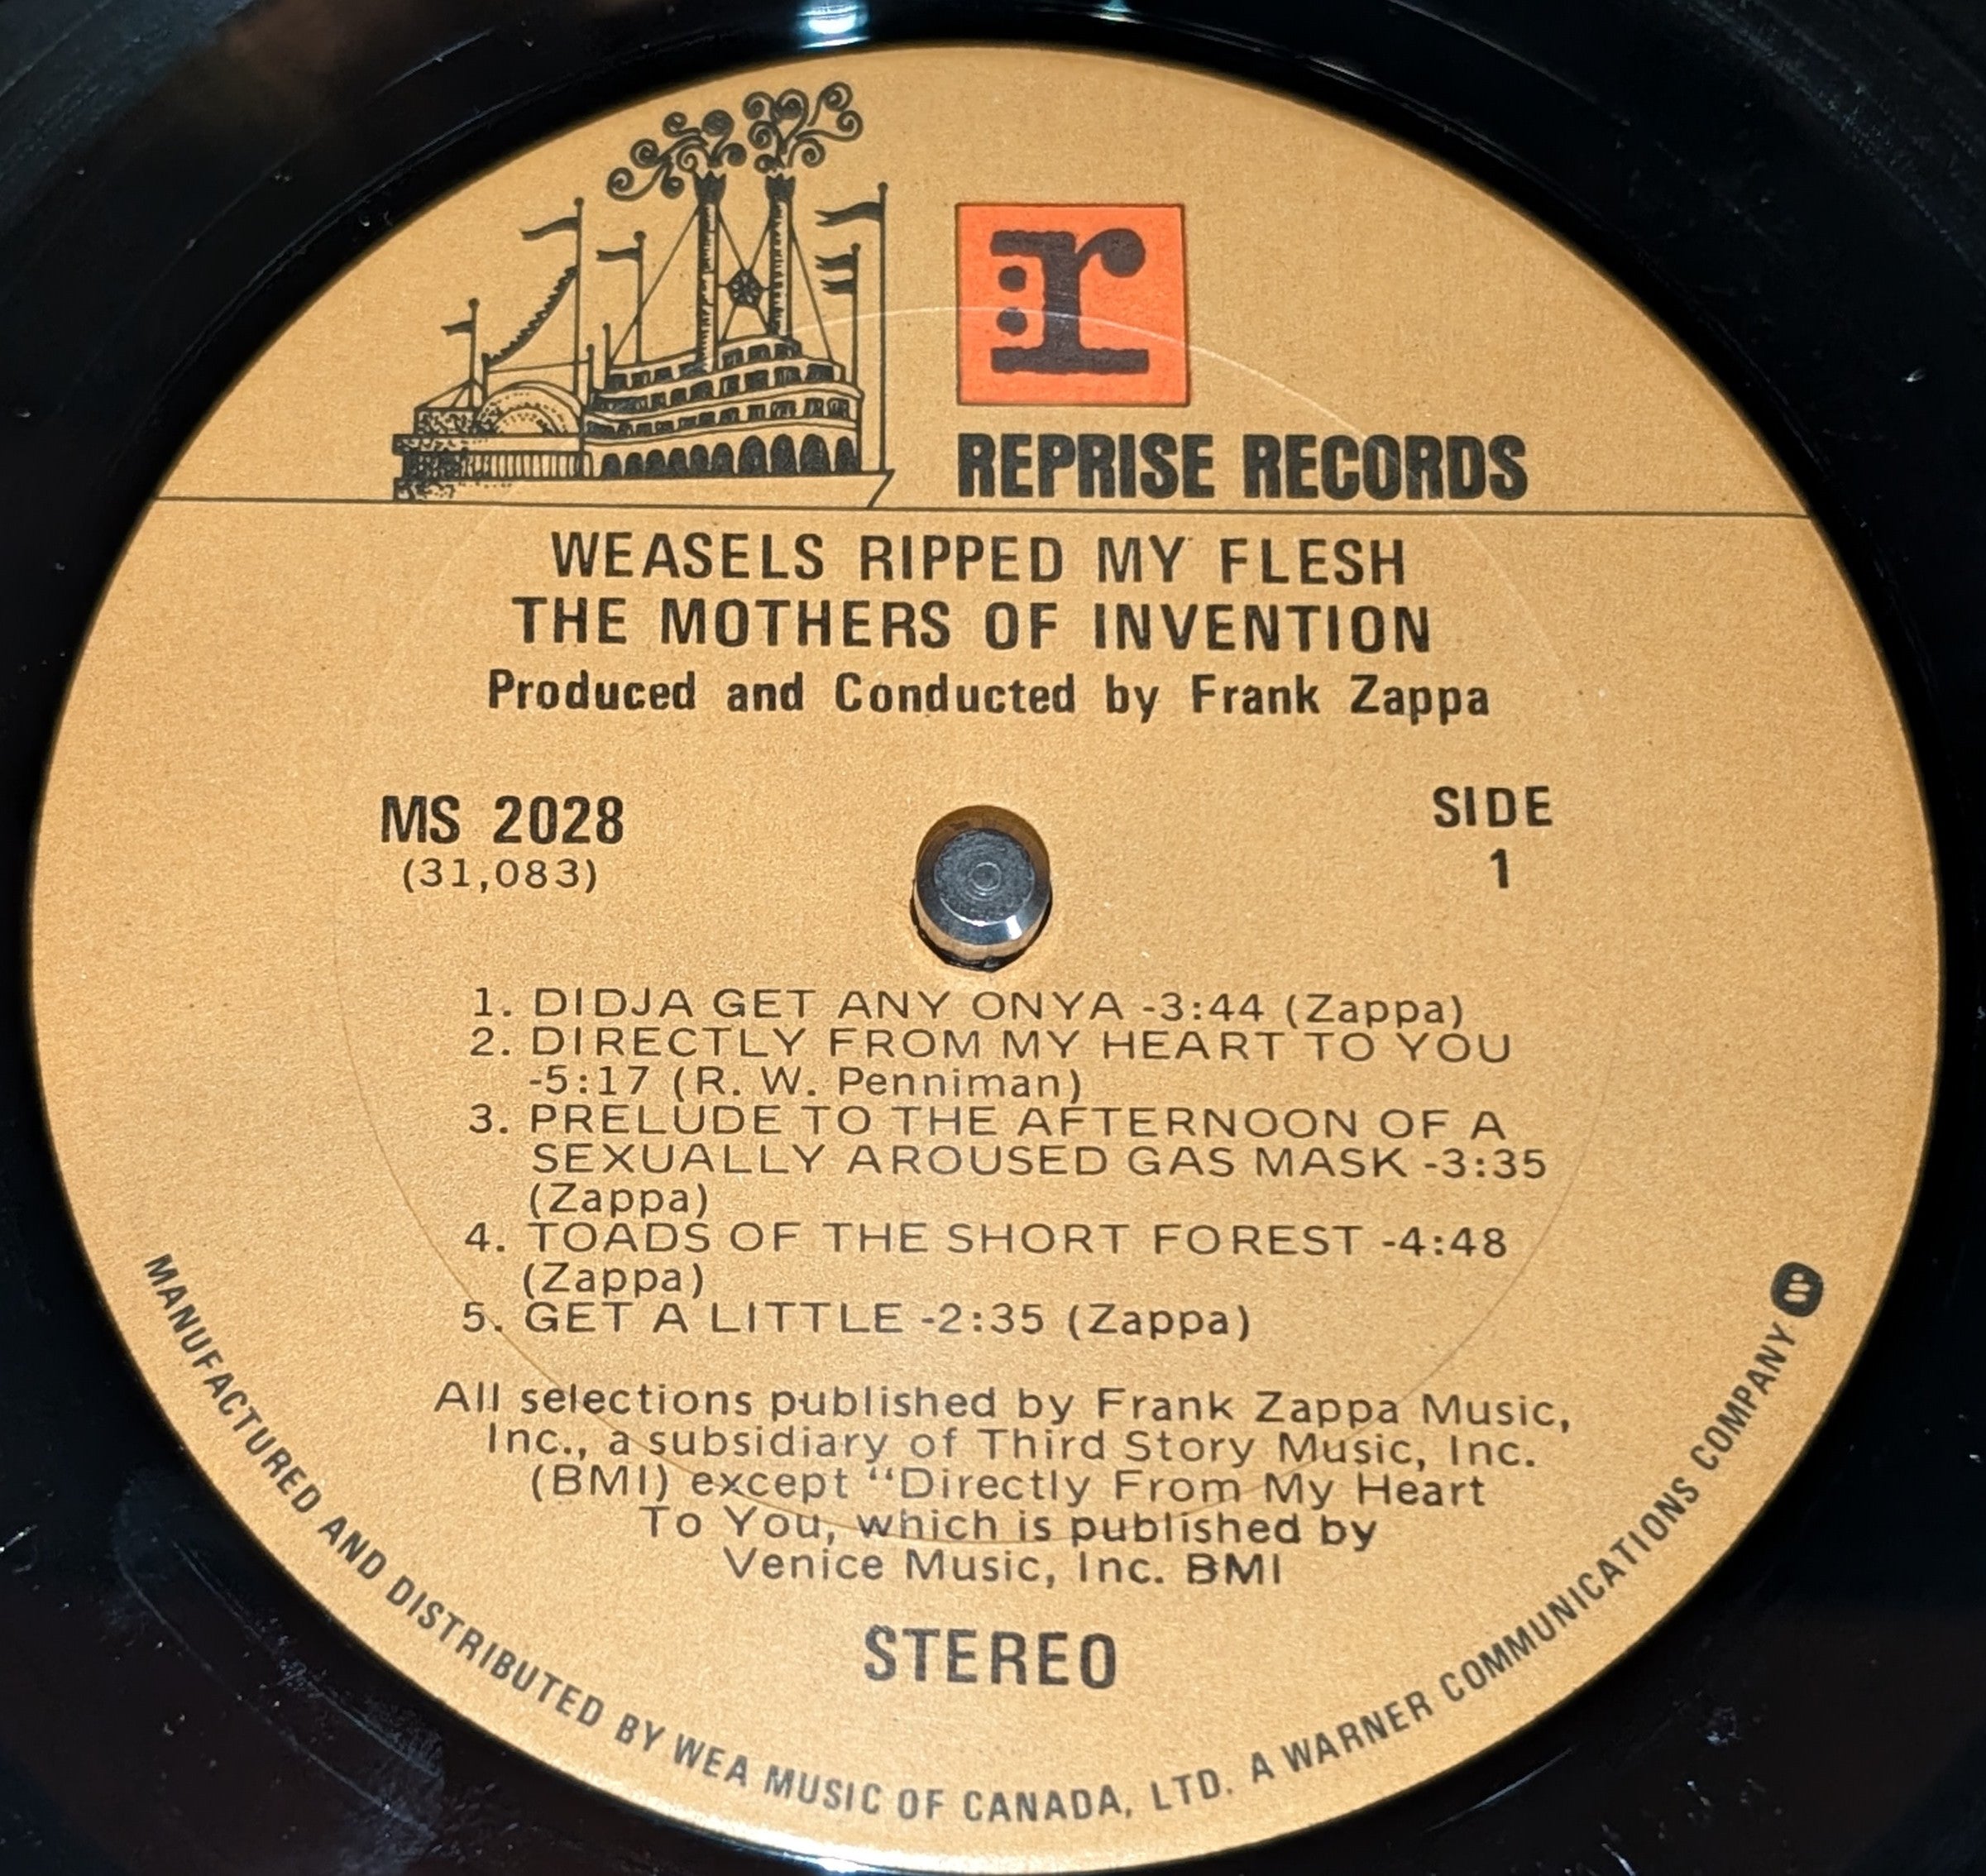 r:
REPRISE RECORDS
WEASELS RIPPED MY FLESH
THE MOTHERS OF INVENTION
Produced and Conducted by Frank Zappa
MS 2028
(31,083)
SIDE
1
1. DIDJA GET ANY ONYA -3:44 (Zappa)
2. DIRECTLY FROM MY HEART TO YOU
-5:17 (R. W. Penniman)
3. PRELUDE TO THE AFTERNOON OF A
SEXUALLY AROUSED GAS MASK -3:35
(Zappa)
4. TOADS OF THE SHORT FOREST -4:48
(Zappa)
5. GET A LITTLE -2:35 (Zappa)
All selections published by Frank Zappa Music,
Inc., a subsidiary of Third Story Music, Inc.
(BMI) except “Directly From My Heart
To You, which is published by
Venice Music, Inc. BMI
STEREO
MANUFACTURED AND DISTRIBUTED BY WEA MUSIC OF CANADA, LTD. A WARNER COMMUNICATIONS COMPANY